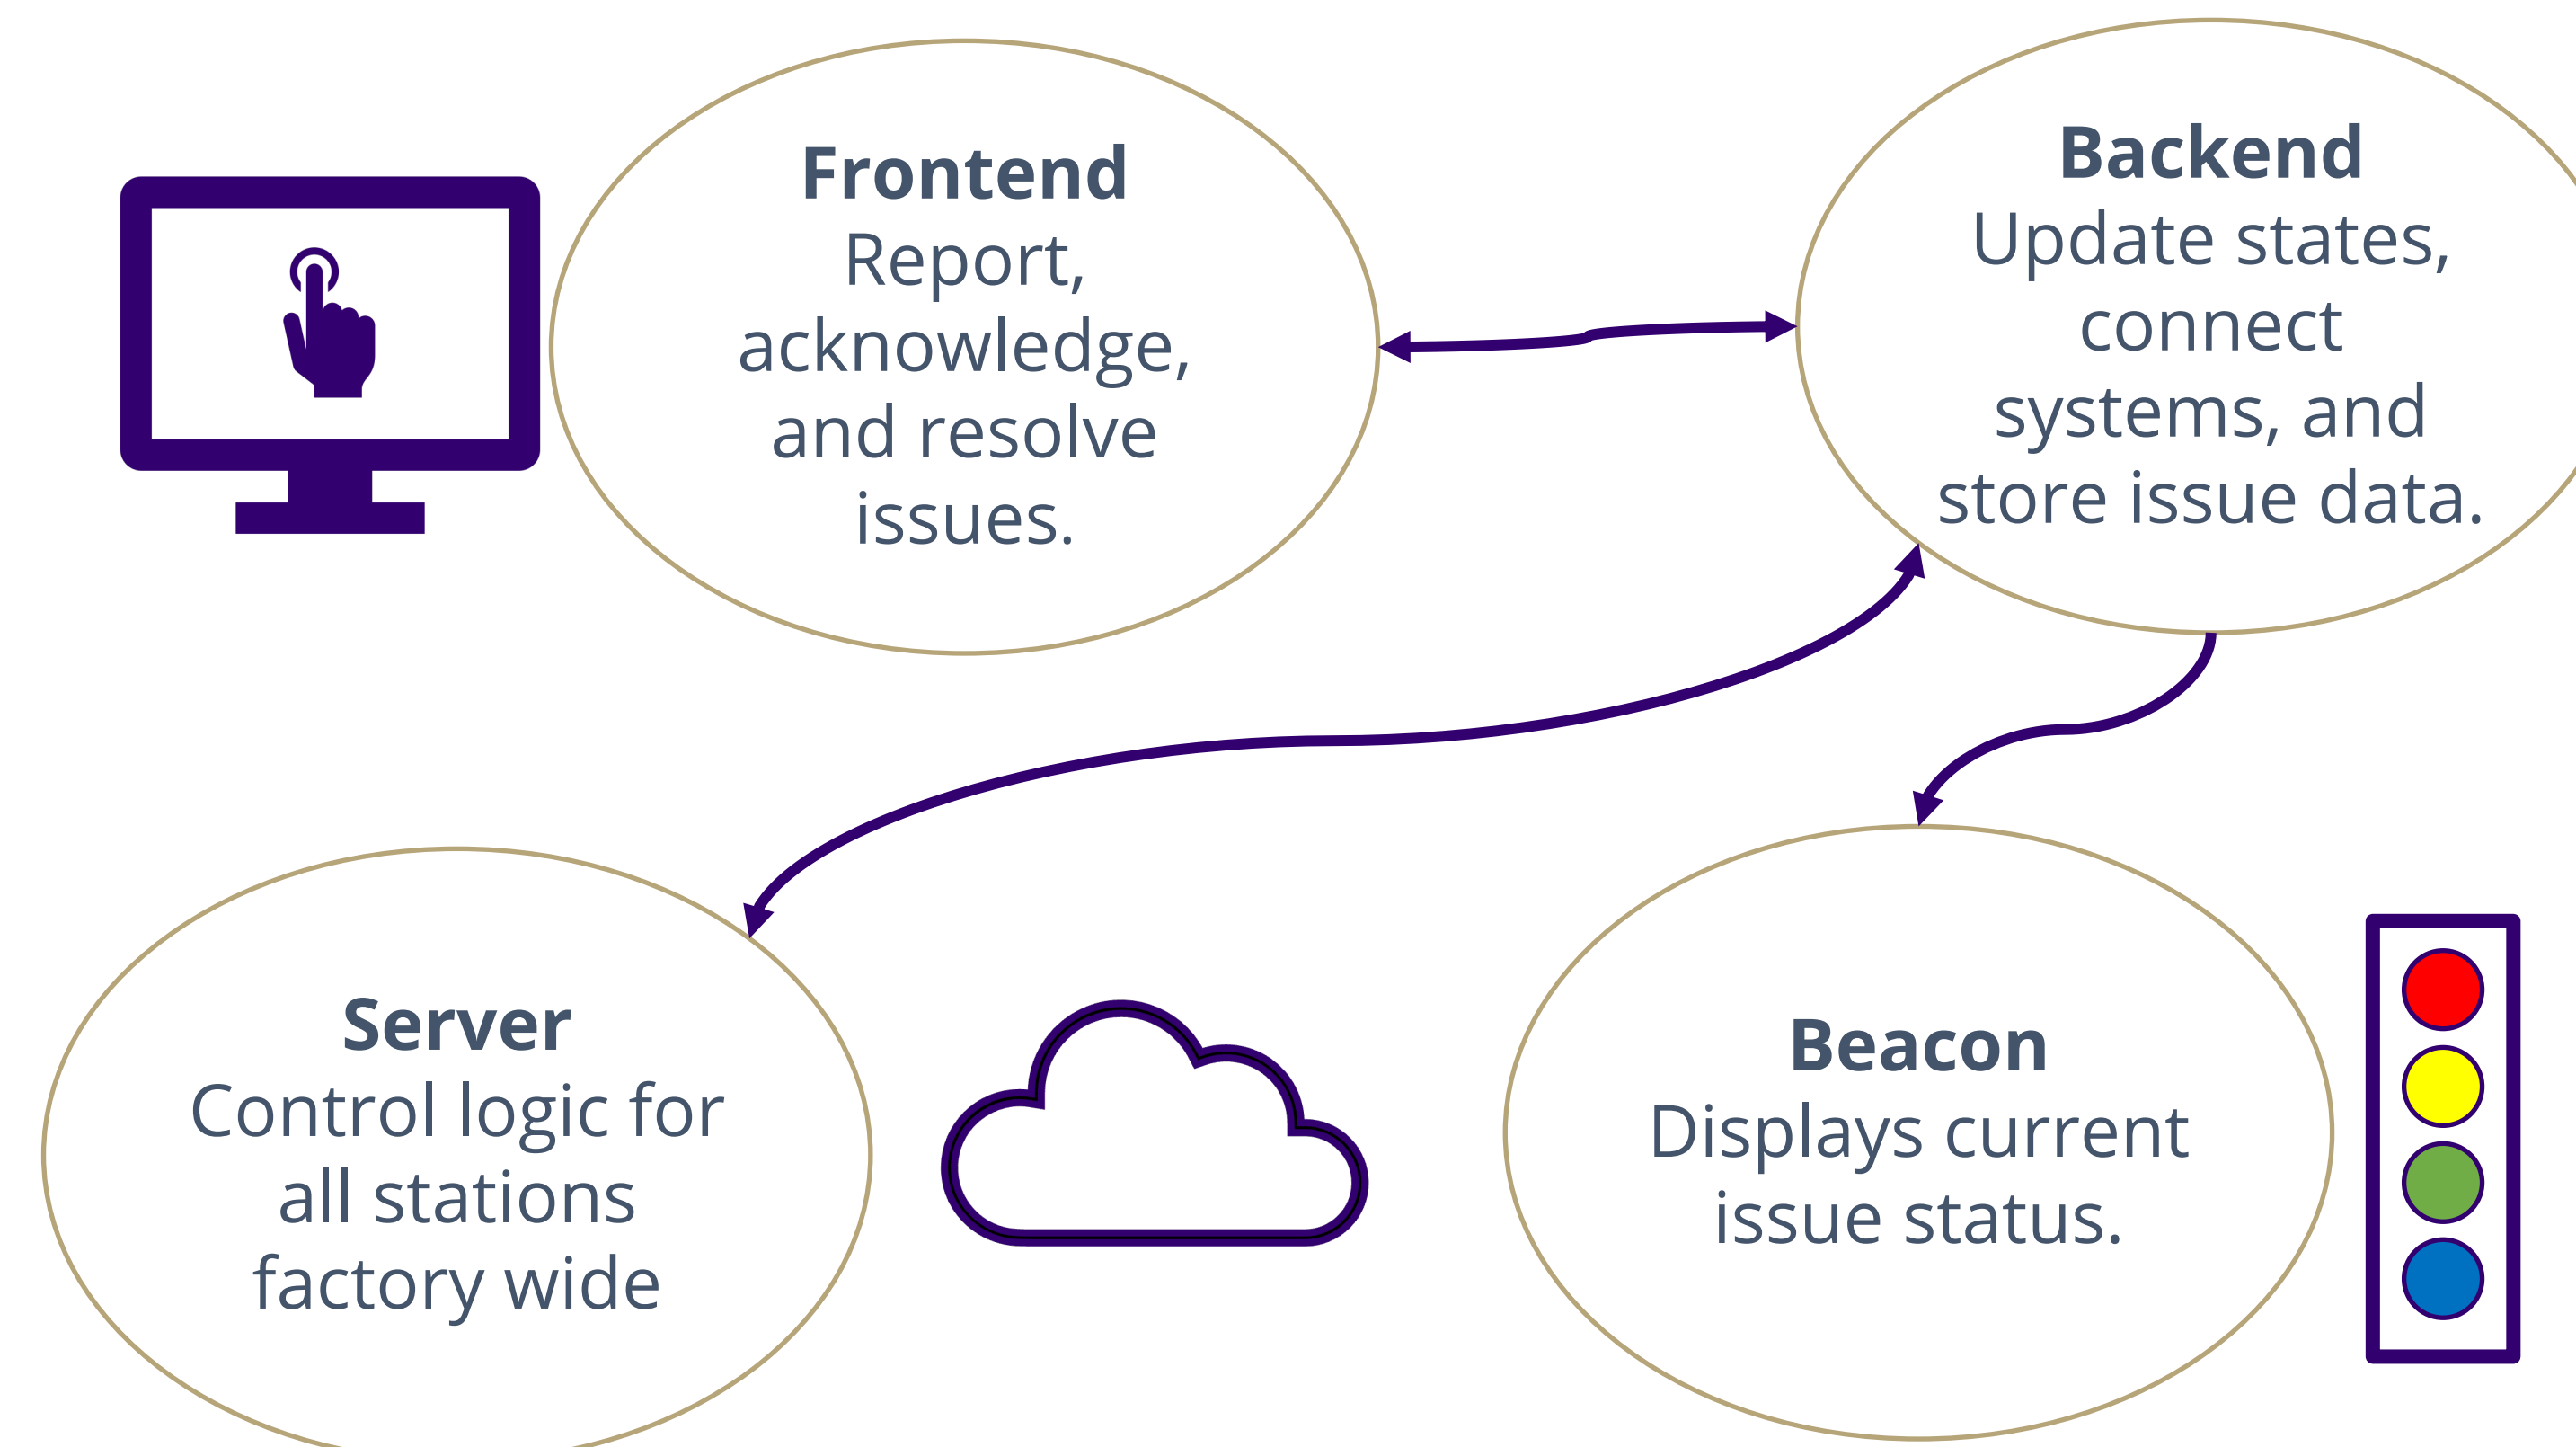 Frontend
Report,
acknowledge,
and resolve
issues.
Backend
Update states,
connect
systems, and
store issue data.
Server
Control logic for
all stations
factory wide
Beacon
Displays current
issue status.